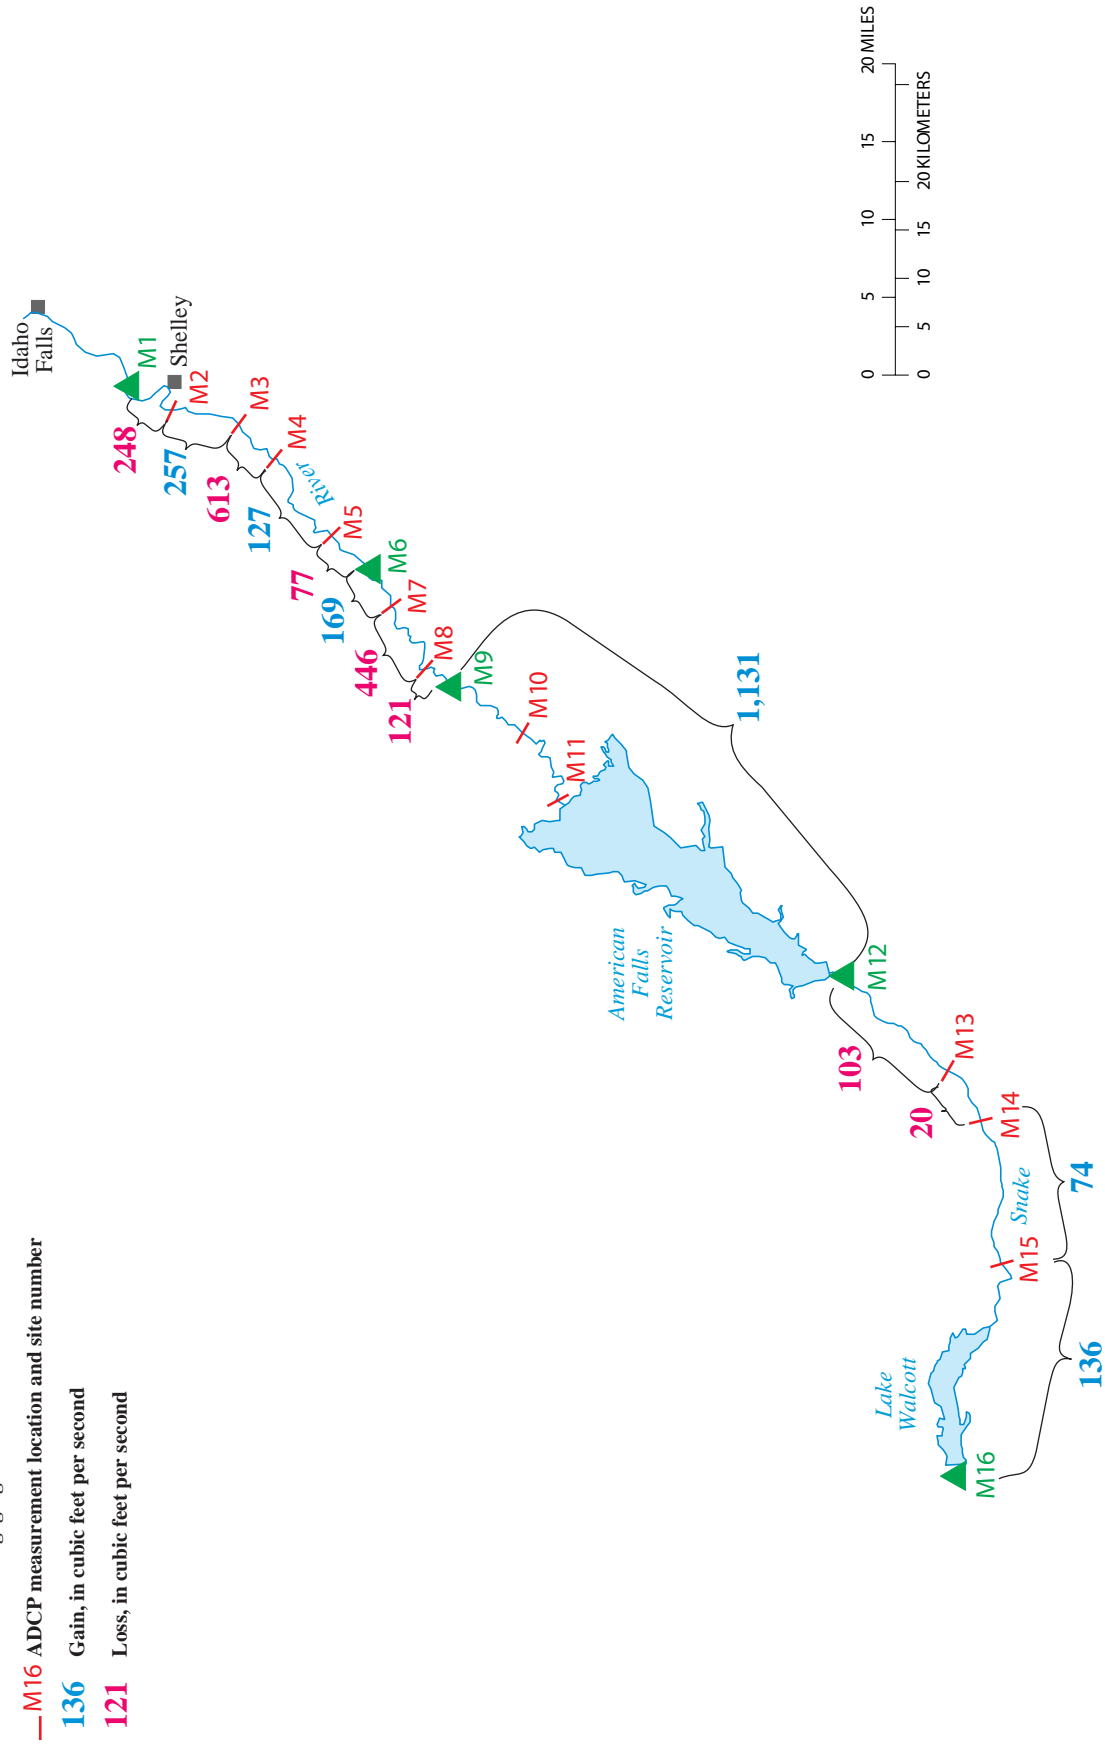 M16 ADCP measurement location and site number
136 Gain, in cubic feet per second
121 Loss, in cubic feet per second
Idaho
Falls
M1
Shelley
248
M2
257
M3
613
M4
River
127
M5
77
M6
169
M7
446
M8
121
M9
M10
M11
1,131
American
Falls
Reservoir
M12
103
M13
20
M14
74
Snake
M15
136
Lake
Walcott
M16
0 5 10 15 20 MILES
0 5 10 15 20 KILOMETERS